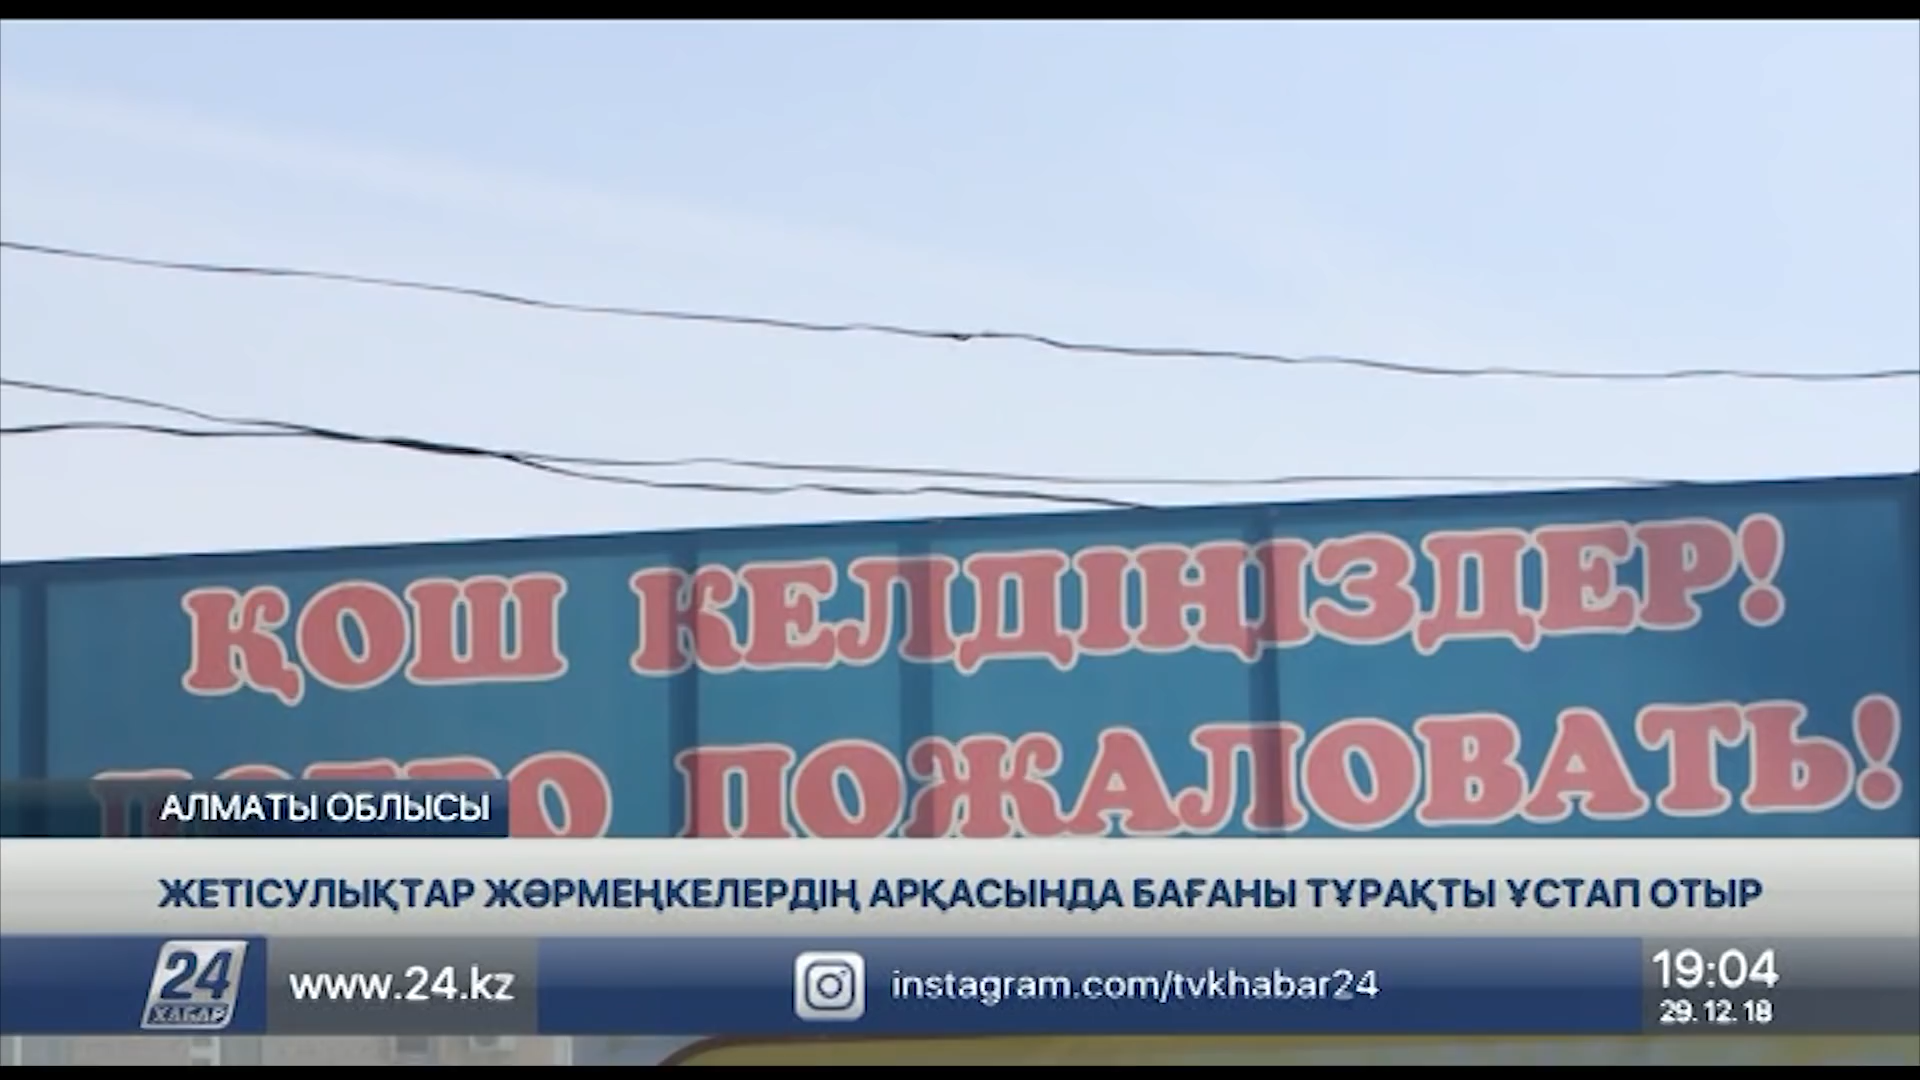 ҚОШ КЕЛДІҢІЗДЕР!
ПОЖАЛОВАТЬ!
АЛМАТЫ ОБЛЫСЫ
ЖЕТІСУЛЫҚТАР ЖӘРМЕҢКЕЛЕРДІҢ АРҚАСЫНДА БАҒАНЫ ТҰРАҚТЫ ҰСТАП ОТЫР
24 ХАБАР
www.24.kz
instagram.com/tvkhabar24
19:04
29.12.18